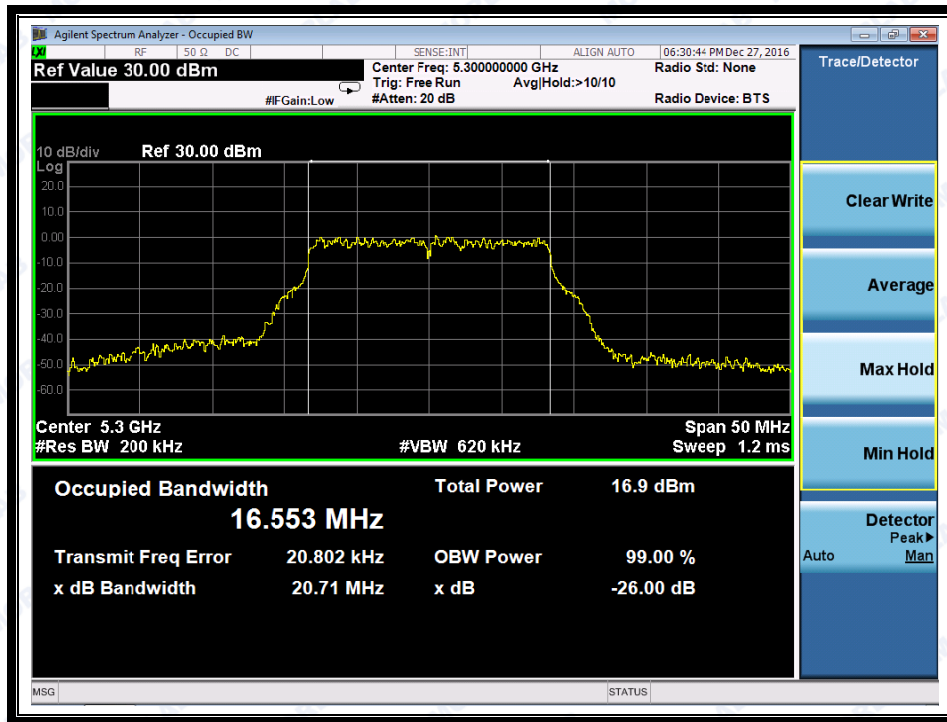 Agilent Spectrum Analyzer - Occupied BW
LXI RF 50 Ω DC SENSE:INT ALIGN AUTO 06:30:44 PM Dec 27, 2016
Ref Value 30.00 dBm
Center Freq: 5.300000000 GHz
Radio Std: None
Trig: Free Run Avg|Hold:>10/10
#IFGain:Low
#Atten: 20 dB
Radio Device: BTS
10 dB/div Ref 30.00 dBm
Log
20.0
10.0
0.00
-10.0
-20.0
-30.0
-40.0
-50.0
-60.0
Center 5.3 GHz Span 50 MHz
#Res BW 200 kHz #VBW 620 kHz Sweep 1.2 ms
Occupied Bandwidth Total Power 16.9 dBm
16.553 MHz
Transmit Freq Error 20.802 kHz OBW Power 99.00 %
x dB Bandwidth 20.71 MHz x dB -26.00 dB
MSG STATUS
Trace/Detector
Clear Write
Average
Max Hold
Min Hold
Detector
Peak▶
Auto Man